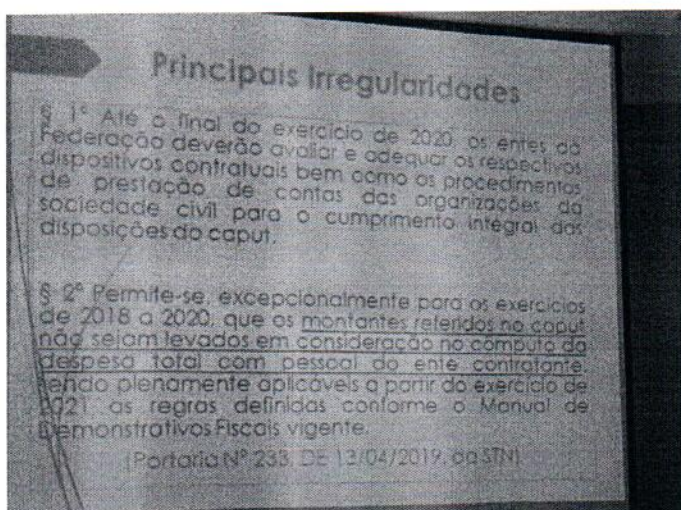 Principais Irregularidades
§ 1º Até o final do exercício de 2020, os entes da
Federação deverão avaliar e adequar os respectivos
dispositivos contratuais bem como os procedimentos
de prestação de contas das organizações da
sociedade civil para o cumprimento integral das
disposições do caput.
§ 2º Permite-se, excepcionalmente para os exercícios
de 2018 a 2020, que os montantes referidos no caput
não sejam levados em consideração no cômputo da
despesa total com pessoal do ente contratante,
sendo plenamente aplicáveis a partir do exercício de
2021 as regras definidas conforme o Manual de
Demonstrativos Fiscais vigente.
(Portaria Nº 233, DE 13/04/2019, da STN)